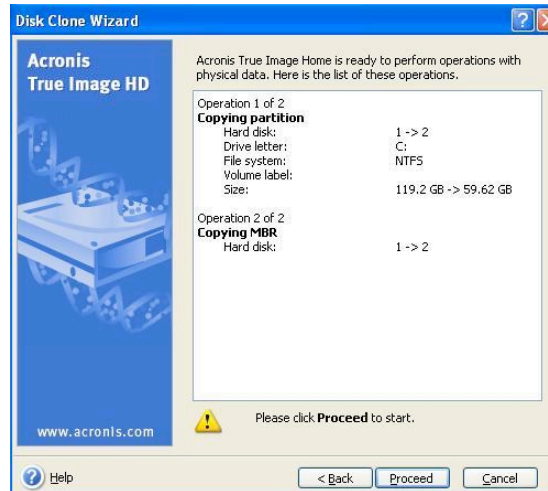 Disk Clone Wizard
Acronis
True Image HD
Acronis True Image Home is ready to perform operations with
physical data. Here is the list of these operations.
Operation 1 of 2
Copying partition
Hard disk: 1 -> 2
Drive letter: C:
File system: NTFS
Volume label:
Size: 119.2 GB -> 59.62 GB
Operation 2 of 2
Copying MBR
Hard disk: 1 -> 2
Please click Proceed to start.
www.acronis.com
Help
< Back
Proceed
Cancel